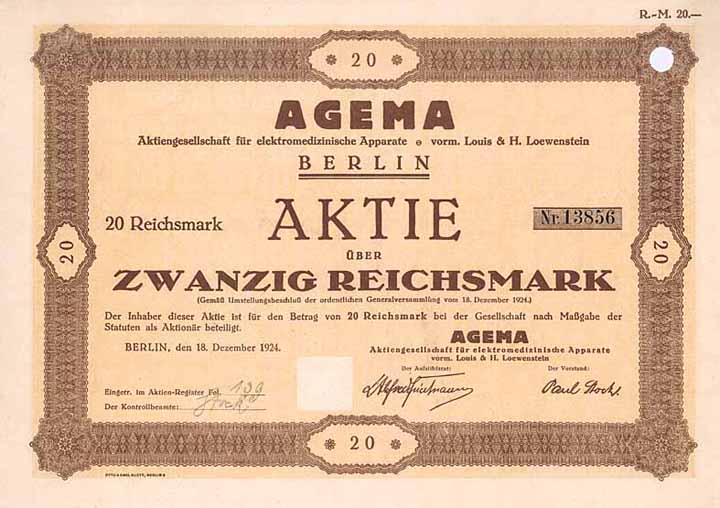 R.-M. 20.—
20
AGEMA
Aktiengesellschaft für elektromedizinische Apparate vorm. Louis & H. Loewenstein
BERLIN
20 Reichsmark
AKTIE
Nr. 13856
ÜBER
20
20
ZWANZIG REICHSMARK
(Gemäß Umstellungsbeschluß der ordentlichen Generalversammlung vom 18. Dezember 1924.)
Der Inhaber dieser Aktie ist für den Betrag von 20 Reichsmark bei der Gesellschaft nach Maßgabe der
Statuten als Aktionär beteiligt.
BERLIN, den 18. Dezember 1924.
AGEMA
Aktiengesellschaft für elektromedizinische Apparate
vorm. Louis & H. Loewenstein
Der Aufsichtsrat:
Der Vorstand:
Eingetr. im Aktien-Register Fol. 139
Der Kontrollbeamte:
20